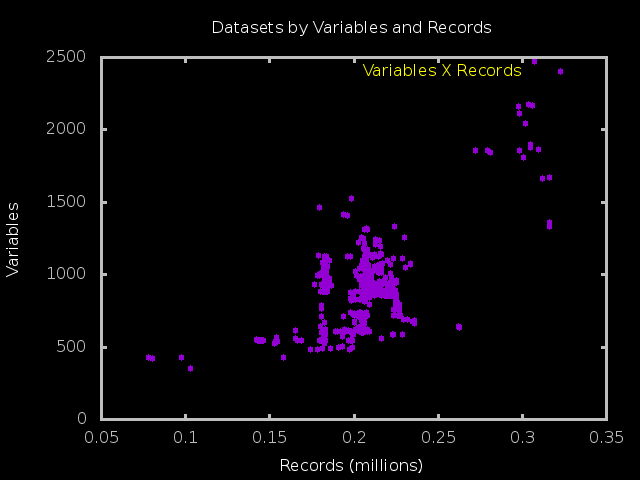 Datasets by Variables and Records
2500
Variables X Records
2000
1500
Variables
1000
500
0
0.05 0.1 0.15 0.2 0.25 0.3 0.35
Records (millions)